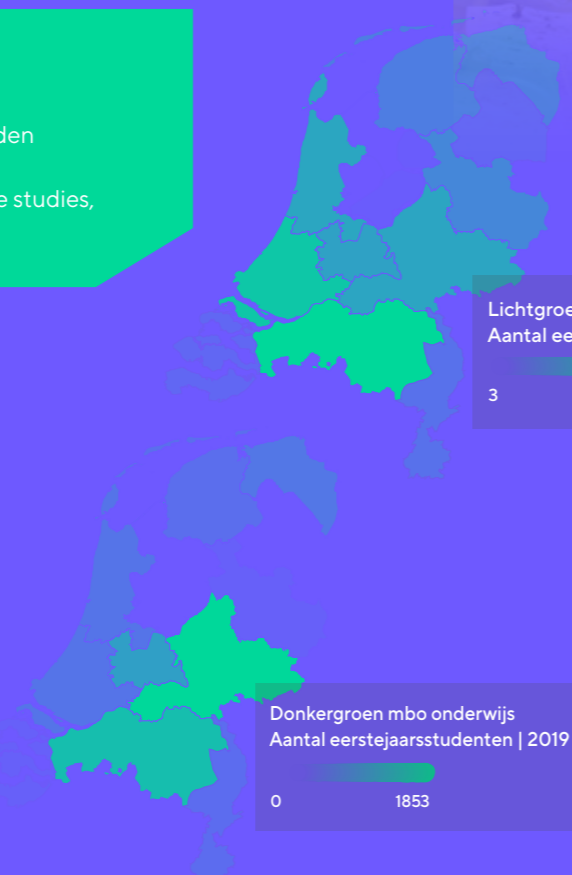 den
e studies,
Lichtgroe
Aantal ee
3
Donkergroen mbo onderwijs
Aantal eerstejaarsstudenten | 2019
0 1853